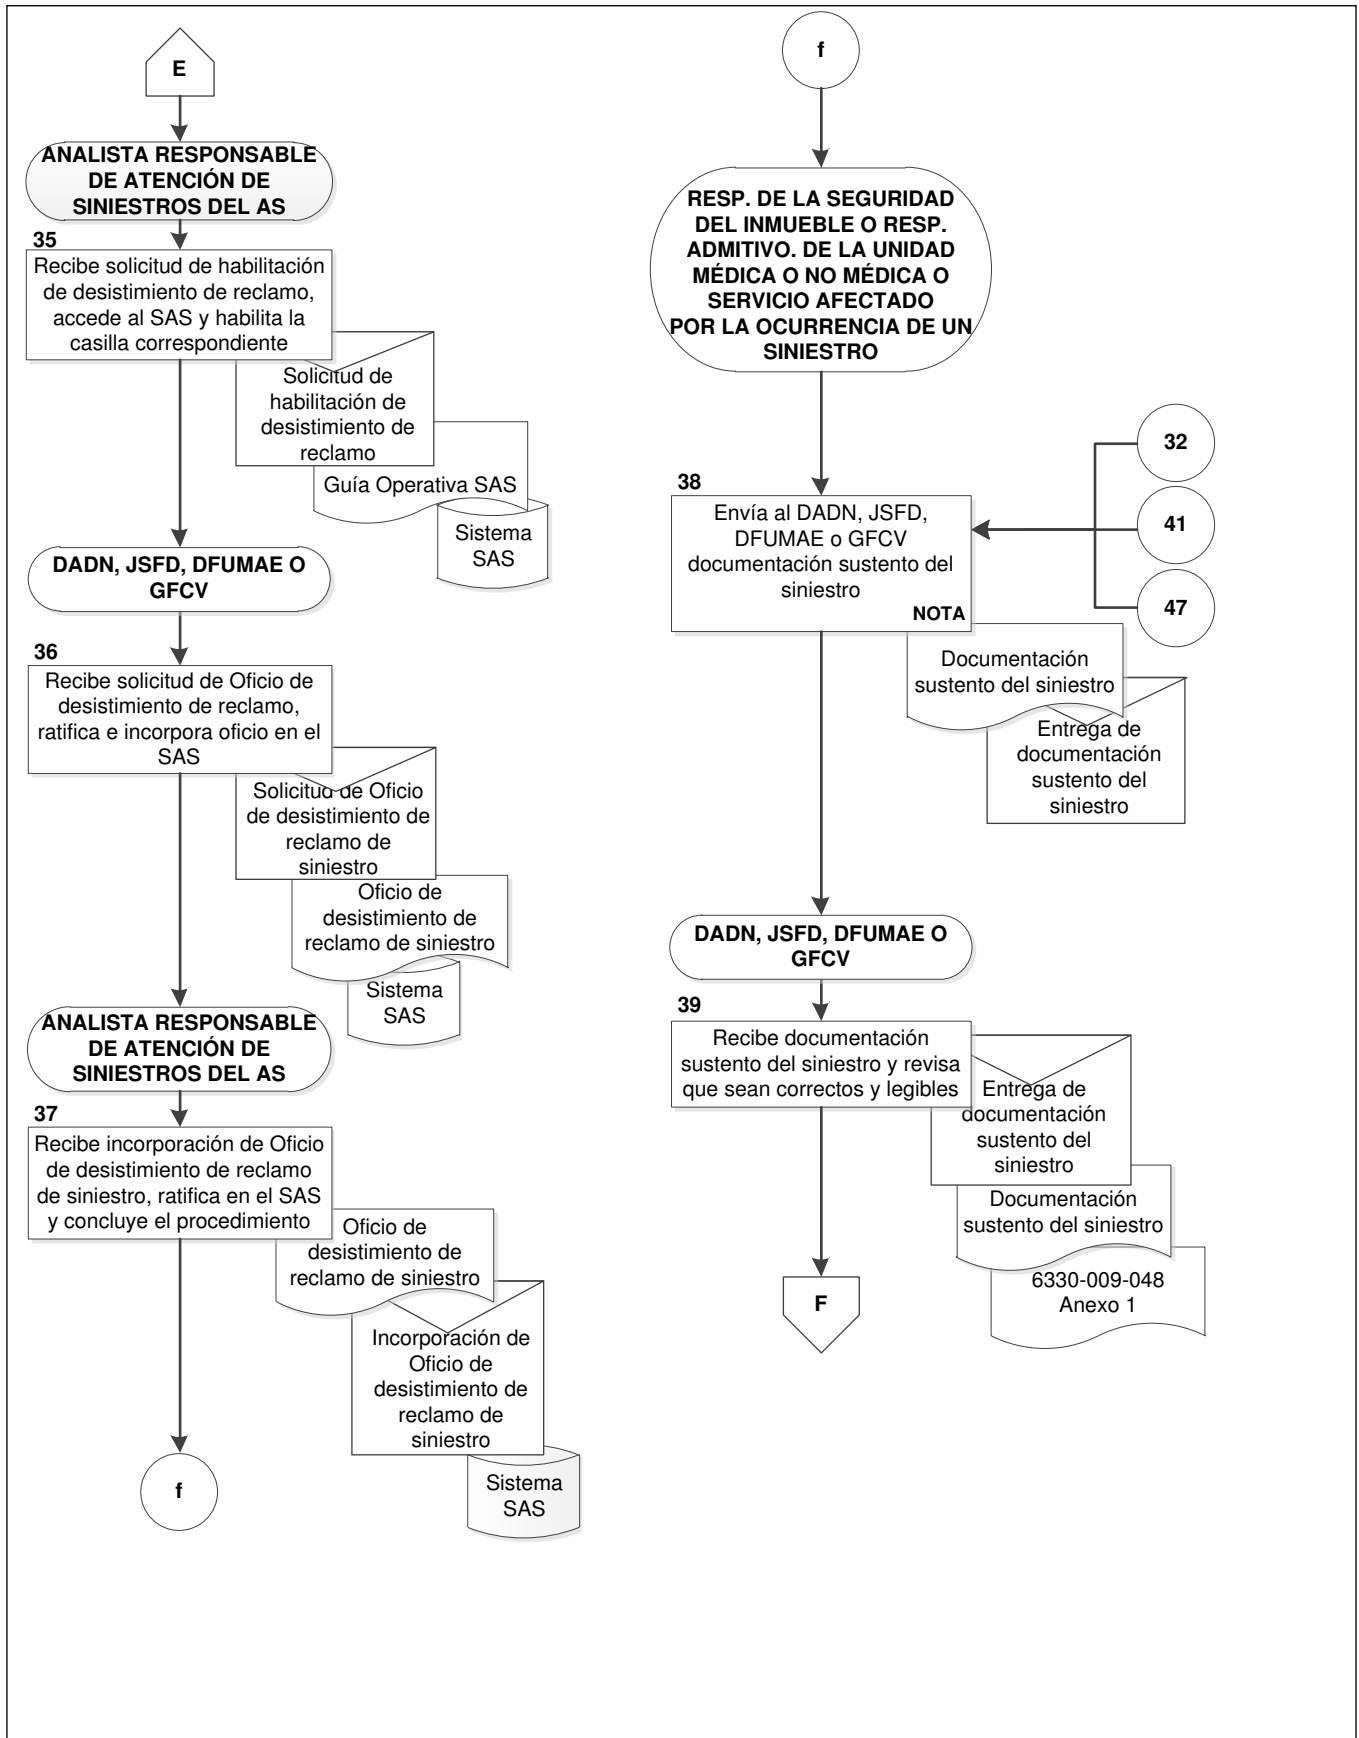 E
ANALISTA RESPONSABLE
DE ATENCIÓN DE
SINIESTROS DEL AS
35
Recibe solicitud de habilitación
de desistimiento de reclamo,
accede al SAS y habilita la
casilla correspondiente
Solicitud de
habilitación de
desistimiento de
reclamo
Guía Operativa SAS
Sistema
SAS
DADN, JSFD, DFUMAE O
GFCV
36
Recibe solicitud de Oficio de
desistimiento de reclamo,
ratifica e incorpora oficio en el
SAS
Solicitud de Oficio
de desistimiento de
reclamo de
siniestro
Oficio de
desistimiento de
reclamo de siniestro
Sistema
SAS
ANALISTA RESPONSABLE
DE ATENCIÓN DE
SINIESTROS DEL AS
37
Recibe incorporación de Oficio
de desistimiento de reclamo
de siniestro, ratifica en el SAS
y concluye el procedimiento
Oficio de
desistimiento de
reclamo de siniestro
Incorporación de
Oficio de
desistimiento de
reclamo de
siniestro
Sistema
SAS
f
f
RESP. DE LA SEGURIDAD
DEL INMUEBLE O RESP.
ADMITIVO. DE LA UNIDAD
MÉDICA O NO MÉDICA O
SERVICIO AFECTADO
POR LA OCURRENCIA DE UN
SINIESTRO
32
41
47
38
Envía al DADN, JSFD,
DFUMAE o GFCV
documentación sustento del
siniestro
NOTA
Documentación
sustento del siniestro
Entrega de
documentación
sustento del
siniestro
DADN, JSFD, DFUMAE O
GFCV
39
Recibe documentación
sustento del siniestro y revisa
que sean correctos y legibles
Entrega de
documentación
sustento del
siniestro
Documentación
sustento del siniestro
6330-009-048
Anexo 1
F